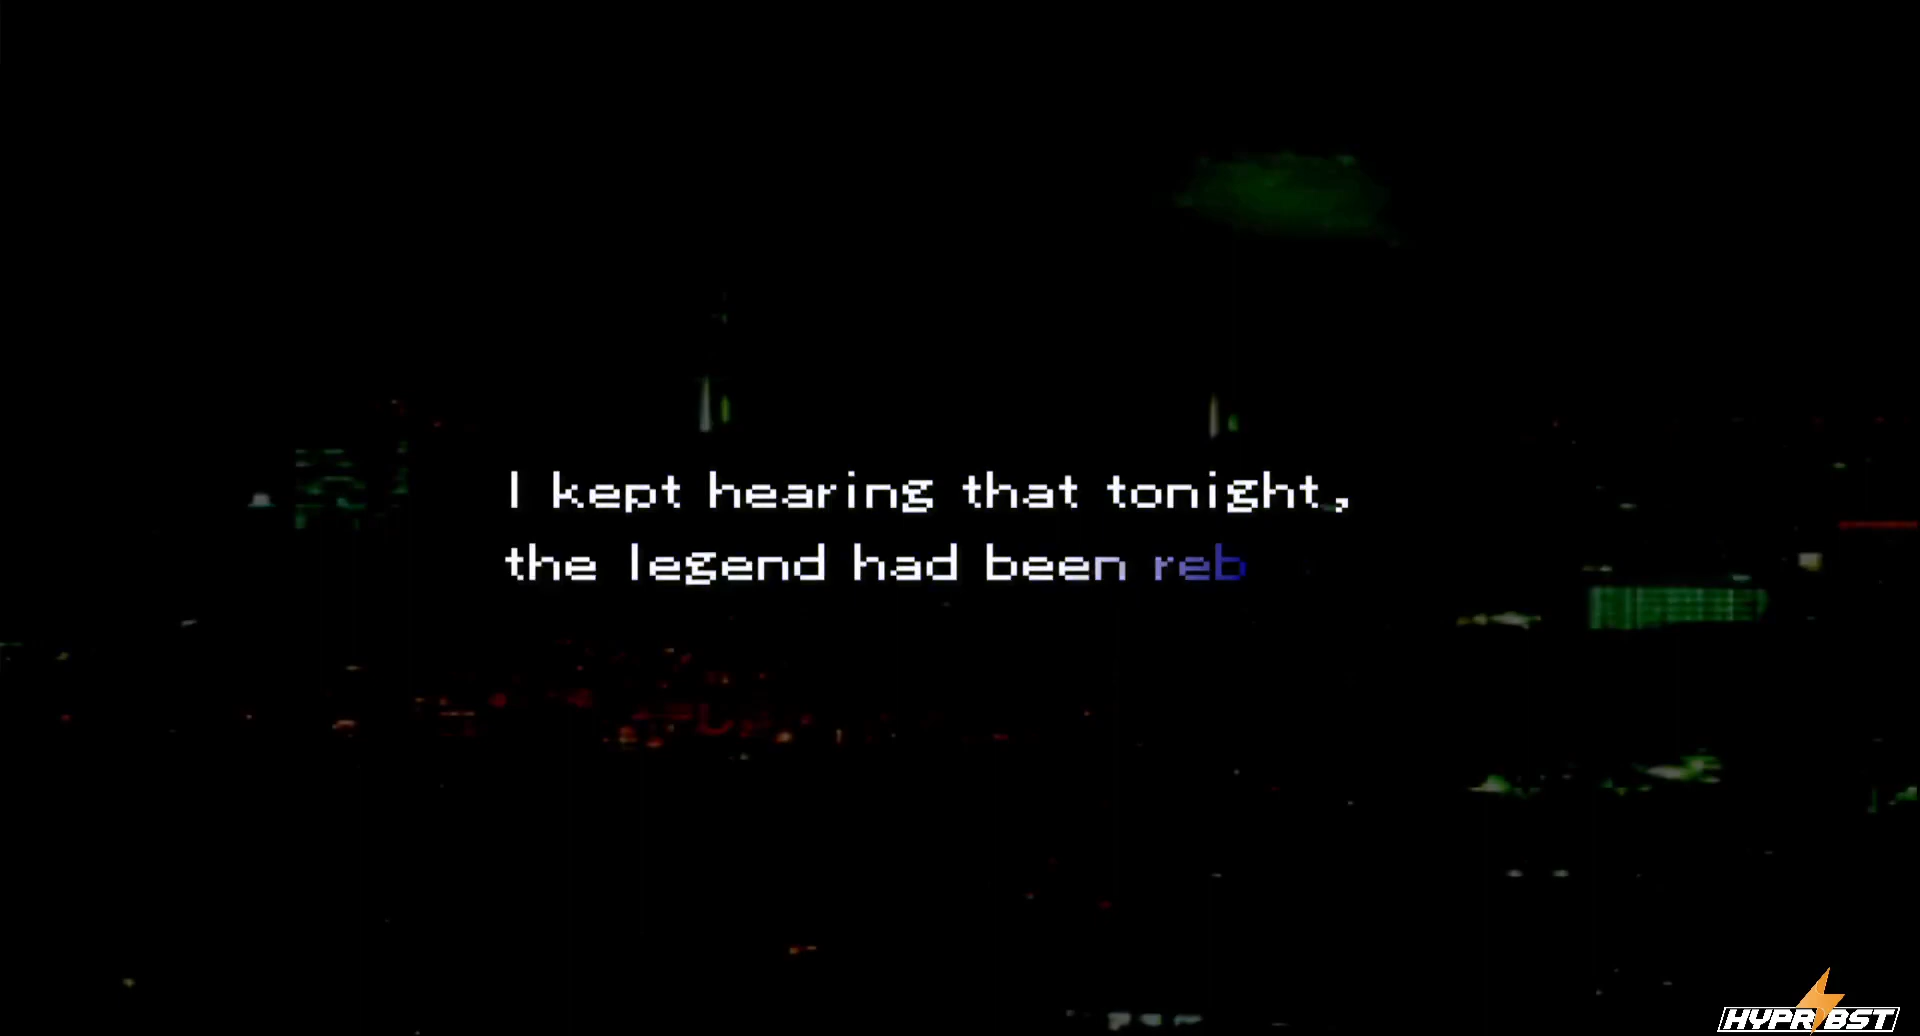 I kept hearing that tonight,
the legend had been reb
HYPR BST